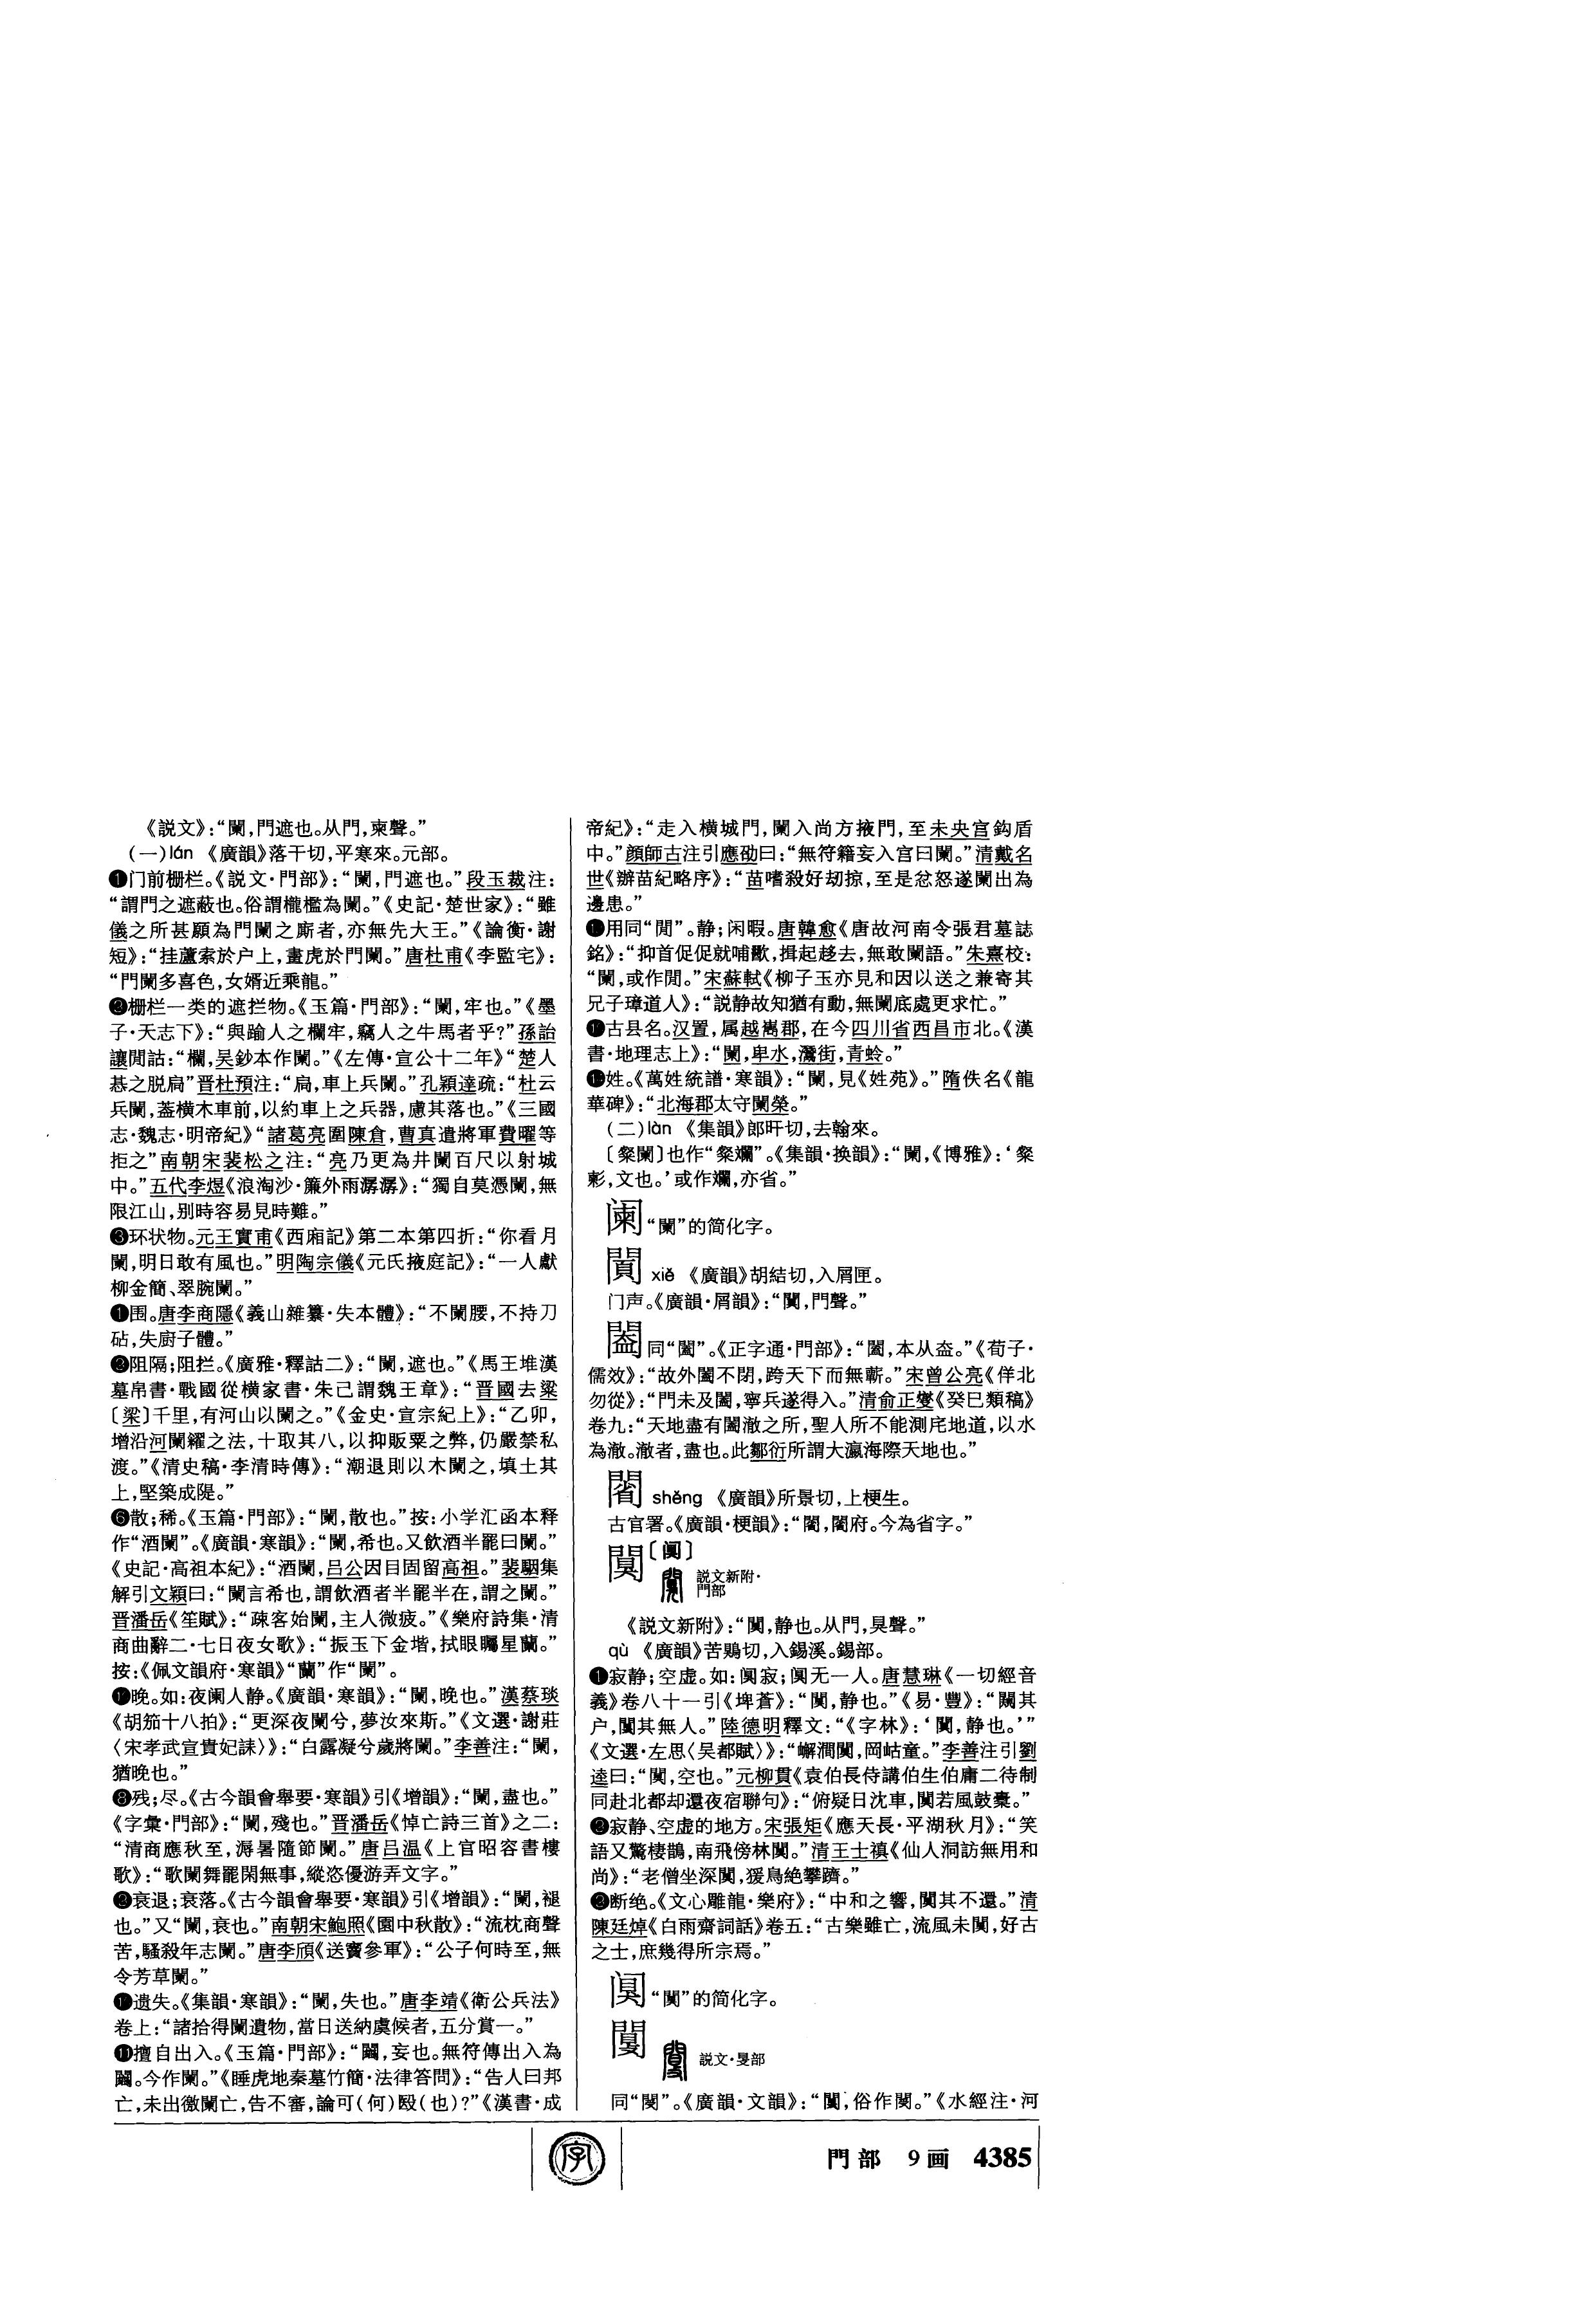 《説文》：“闌，門遮也。从門，柬聲。”
（一）lán 《廣韻》落干切，平寒來。元部。
❶门前栅栏。《説文·門部》：“闌，門遮也。”段玉裁注：
“謂門之遮蔽也。俗謂櫳檻為闌。”《史記·楚世家》：“雖
儀之所甚願為門闌之廝者，亦無先大王。”《論衡·謝
短》：“挂蘆索於户上，畫虎於門闌。”唐杜甫《李監宅》：
“門闌多喜色，女婿近乘龍。”
❷栅栏一类的遮拦物。《玉篇·門部》：“闌，牢也。”《墨
子·天志下》：“與踰人之欄牢，竊人之牛馬者乎？”孫詒
讓閒詁：“欄，吴鈔本作闌。”《左傳·宣公十二年》“楚人
惎之脱扃”晋杜預注：“扃，車上兵闌。”孔穎達疏：“杜云
兵闌，蓋横木車前，以約車上之兵器，慮其落也。”《三國
志·魏志·明帝紀》“諸葛亮圍陳倉，曹真遣將軍費曜等
拒之”南朝宋裴松之注：“亮乃更為井闌百尺以射城
中。”五代李煜《浪淘沙·簾外雨潺潺》：“獨自莫憑闌，無
限江山，别時容易見時難。”
❸环状物。元王實甫《西廂記》第二本第四折：“你看月
闌，明日敢有風也。”明陶宗儀《元氏掖庭記》：“一人獻
柳金簡、翠腕闌。”
❶围。唐李商隱《義山雜纂·失本體》：“不闌腰，不持刀
砧，失廚子體。”
❷阻隔；阻拦。《廣雅·釋詁二》：“闌，遮也。”《馬王堆漢
墓帛書·戰國從横家書·朱己謂魏王章》：“晋國去梁
〔梁〕千里，有河山以闌之。”《金史·宣宗紀上》：“乙卯，
增沿河闌糴之法，十取其八，以抑販粟之弊，仍嚴禁私
渡。”《清史稿·李清時傳》：“潮退則以木闌之，填土其
上，堅築成隄。”
❻散；稀。《玉篇·門部》：“闌，散也。”按：小学汇函本释
作“酒闌”。《廣韻·寒韻》：“闌，希也。又飲酒半罷曰闌。”
《史記·高祖本紀》：“酒闌，吕公因目固留高祖。”裴駰集
解引文穎曰：“闌言希也，謂飲酒者半罷半在，謂之闌。”
晋潘岳《笙賦》：“疎客始闌，主人微疲。”《樂府詩集·清
商曲辭二·七日夜女歌》：“振玉下金堦，拭眼矚星蘭。”
按：《佩文韻府·寒韻》“蘭”作“闌”。
❶晚。如：夜阑人静。《廣韻·寒韻》：“闌，晚也。”漢蔡琰
《胡笳十八拍》：“更深夜闌兮，夢汝來斯。”《文選·謝莊
〈宋孝武宣貴妃誄〉》：“白露凝兮歲將闌。”李善注：“闌，
猶晚也。”
❽残；尽。《古今韻會舉要·寒韻》引《增韻》：“闌，盡也。”
《字彙·門部》：“闌，殘也。”晋潘岳《悼亡詩三首》之二：
“清商應秋至，溽暑隨節闌。”唐吕温《上官昭容書樓
歌》：“歌闌舞罷閑無事，縱恣優游弄文字。”
❷衰退；衰落。《古今韻會舉要·寒韻》引《增韻》：“闌，褪
也。”又“闌，衰也。”南朝宋鮑照《園中秋散》：“流枕商聲
苦，騷殺年志闌。”唐李頎《送竇參軍》：“公子何時至，無
令芳草闌。”
❶遗失。《集韻·寒韻》：“闌，失也。”唐李靖《衛公兵法》
卷上：“諸拾得闌遺物，當日送納虞候者，五分賞一。”
⓫擅自出入。《玉篇·門部》：“䦨，妄也。無符傳出入為
䦨。今作闌。”《睡虎地秦墓竹簡·法律答問》：“告人曰邦
亡，未出徼闌亡，告不審，論可（何）殹（也）？”《漢書·成
帝紀》：“走入横城門，闌入尚方掖門，至未央宫鈎盾
中。”顔師古注引應劭曰：“無符籍妄入宫曰闌。”清戴名
世《辦苗紀略序》：“苗嗜殺好劫掠，至是忿怒遂闌出為
邊患。”
❶用同“閒”。静；闲暇。唐韓愈《唐故河南令張君墓誌
銘》：“抑首促促就哺歠，揖起趍去，無敢闌語。”朱熹校：
“闌，或作閒。”宋蘇軾《柳子玉亦見和因以送之兼寄其
兄子璋道人》：“説静故知猶有動，無闌底處更求忙。”
❶古县名。汉置，属越嶲郡，在今四川省西昌市北。《漢
書·地理志上》：“闌，卑水，灊街，青蛉。”
❶姓。《萬姓統譜·寒韻》：“闌，見《姓苑》。”隋佚名《龍
華碑》：“北海郡太守闌榮。”
（二）làn 《集韻》郎旰切，去翰來。
〔粲闌〕也作“粲斕”。《集韻·换韻》：“闌，《博雅》：‘粲
彩，文也。’或作斕，亦省。”
阑 “闌”的简化字。
xiě 《廣韻》胡結切，入屑匣。
门声。《廣韻·屑韻》：“，門聲。”
同“闔”。《正字通·門部》：“闔，本从盇。”《荀子·
儒效》：“故外闔不閉，跨天下而無蘄。”宋曾公亮《佯北
勿從》：“門未及闔，寧兵遂得入。”清俞正燮《癸巳類稿》
卷九：“天地盡有闔澈之所，聖人所不能測㡯地道，以水
為澈。澈者，盡也。此鄒衍所謂大瀛海際天地也。”
䦥 shěng 《廣韻》所景切，上梗生。
古官署。《廣韻·梗韻》：“，府。今為省字。”
闃〔阒〕
説文新附·
門部
《説文新附》：“闃，静也。从門，狊聲。”
qù 《廣韻》苦鶪切，入錫溪。錫部。
❶寂静；空虚。如：阒寂；阒无一人。唐慧琳《一切經音
義》卷八十一引《埤蒼》：“闃，静也。”《易·豐》：“闚其
户，闃其無人。”陸德明釋文：“《字林》：‘闃，静也。’”
《文選·左思〈吴都賦〉》：“嶰澗闃，岡岵童。”李善注引劉
逵曰：“闃，空也。”元柳貫《袁伯長侍講伯生伯庸二待制
同赴北都却還夜宿聯句》：“俯疑日沈車，闃若風鼓橐。”
❷寂静、空虚的地方。宋張矩《應天長·平湖秋月》：“笑
語又驚棲鵲，南飛傍林闃。”清王士禛《仙人洞訪無用和
尚》：“老僧坐深闃，猨鳥絶攀躋。”
❷断绝。《文心雕龍·樂府》：“中和之響，闃其不還。”清
陳廷焯《白雨齋詞話》卷五：“古樂雖亡，流風未闃，好古
之士，庶幾得所宗焉。”
阒 “闃”的简化字。
説文·𥄎部
同“閿”。《廣韻·文韻》：“，俗作閿。”《水經注·河
門部 9画 4385